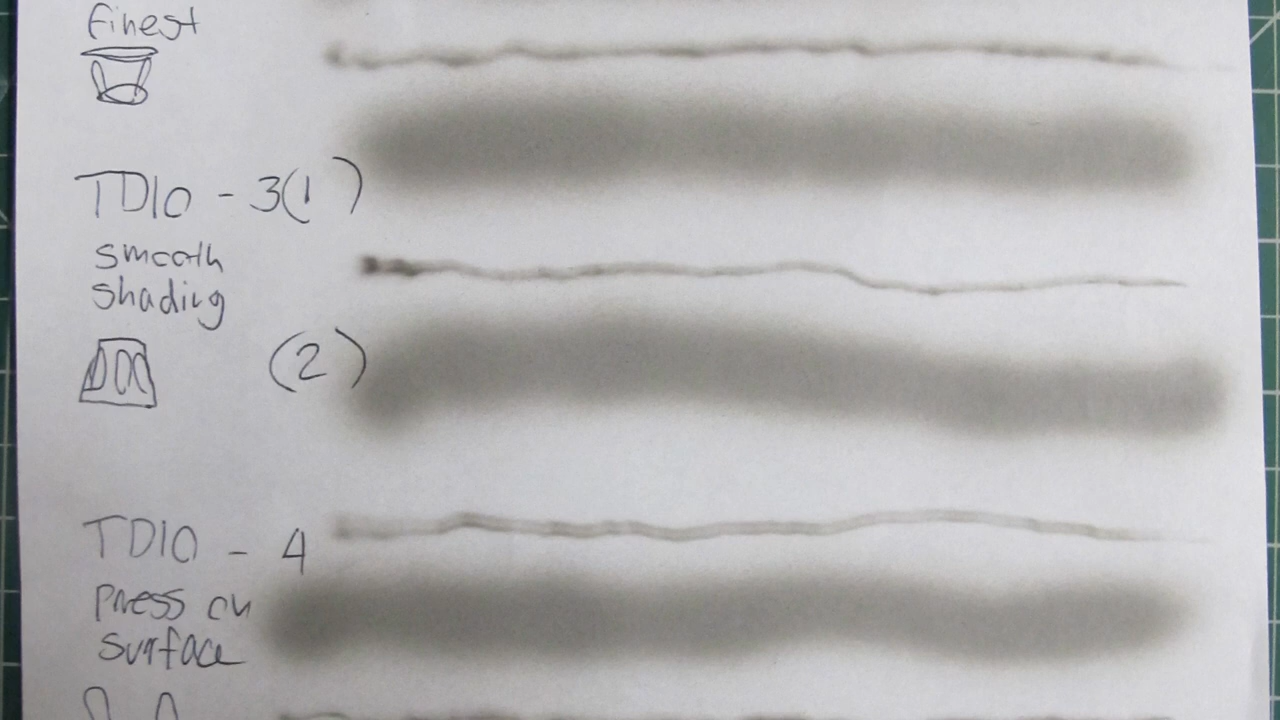 finest
TD10 - 3(1)
smooth
shading
(2)
TD10 - 4
press on
surface